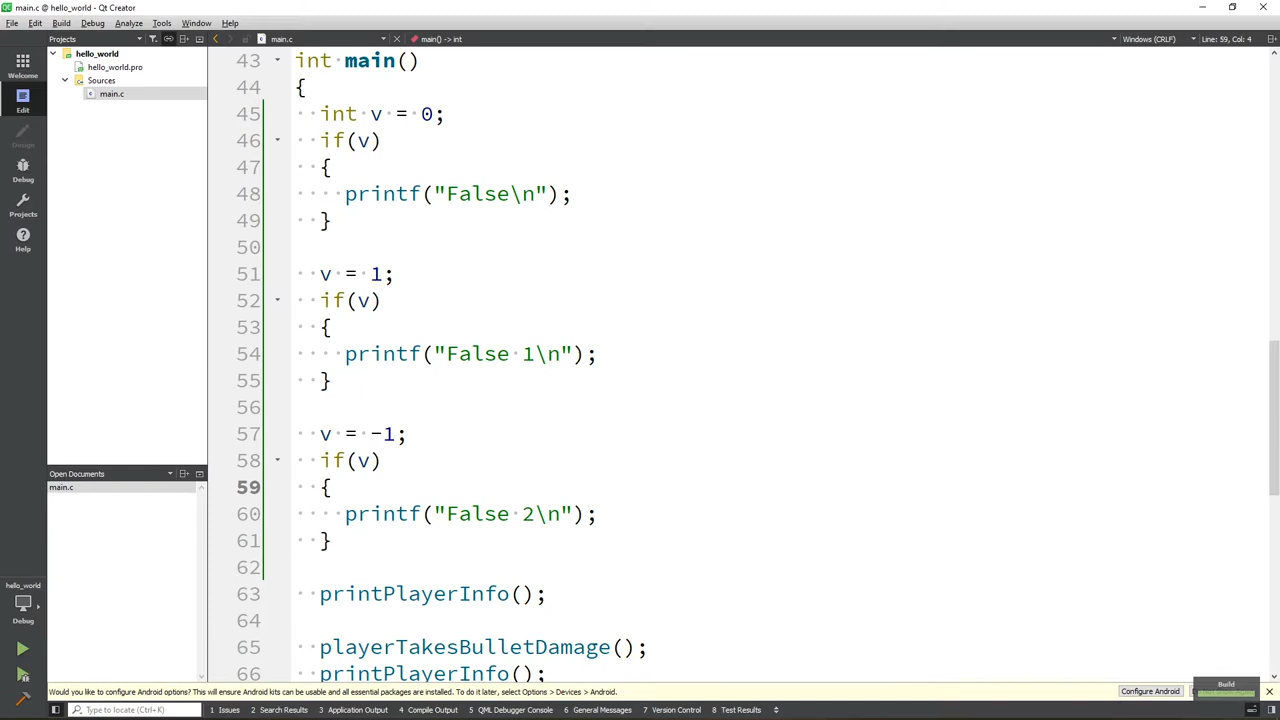 main.c @ hello_world - Qt Creator
File Edit Build Debug Analyze Tools Window Help
Projects main.c main() -> int Windows (CRLF) Line: 59, Col: 4
Welcome
Edit
Design
Debug
Projects
Help
hello_world
hello_world.pro
Sources
main.c
Open Documents
main.c
hello_world
Debug
43 int main()
44 {
45 int v = 0;
46 if(v)
47 {
48 printf("False\n");
49 }
50
51 v = 1;
52 if(v)
53 {
54 printf("False 1\n");
55 }
56
57 v = -1;
58 if(v)
59 {
60 printf("False 2\n");
61 }
62
63 printPlayerInfo();
64
65 playerTakesBulletDamage();
66 printPlayerInfo();
Build
Would you like to configure Android options? This will ensure Android kits can be usable and all essential packages are installed. To do it later, select Options > Devices > Android. Configure Android
Type to locate (Ctrl+K) 1 Issues 2 Search Results 3 Application Output 4 Compile Output 5 QML Debugger Console 6 General Messages 7 Version Control 8 Test Results